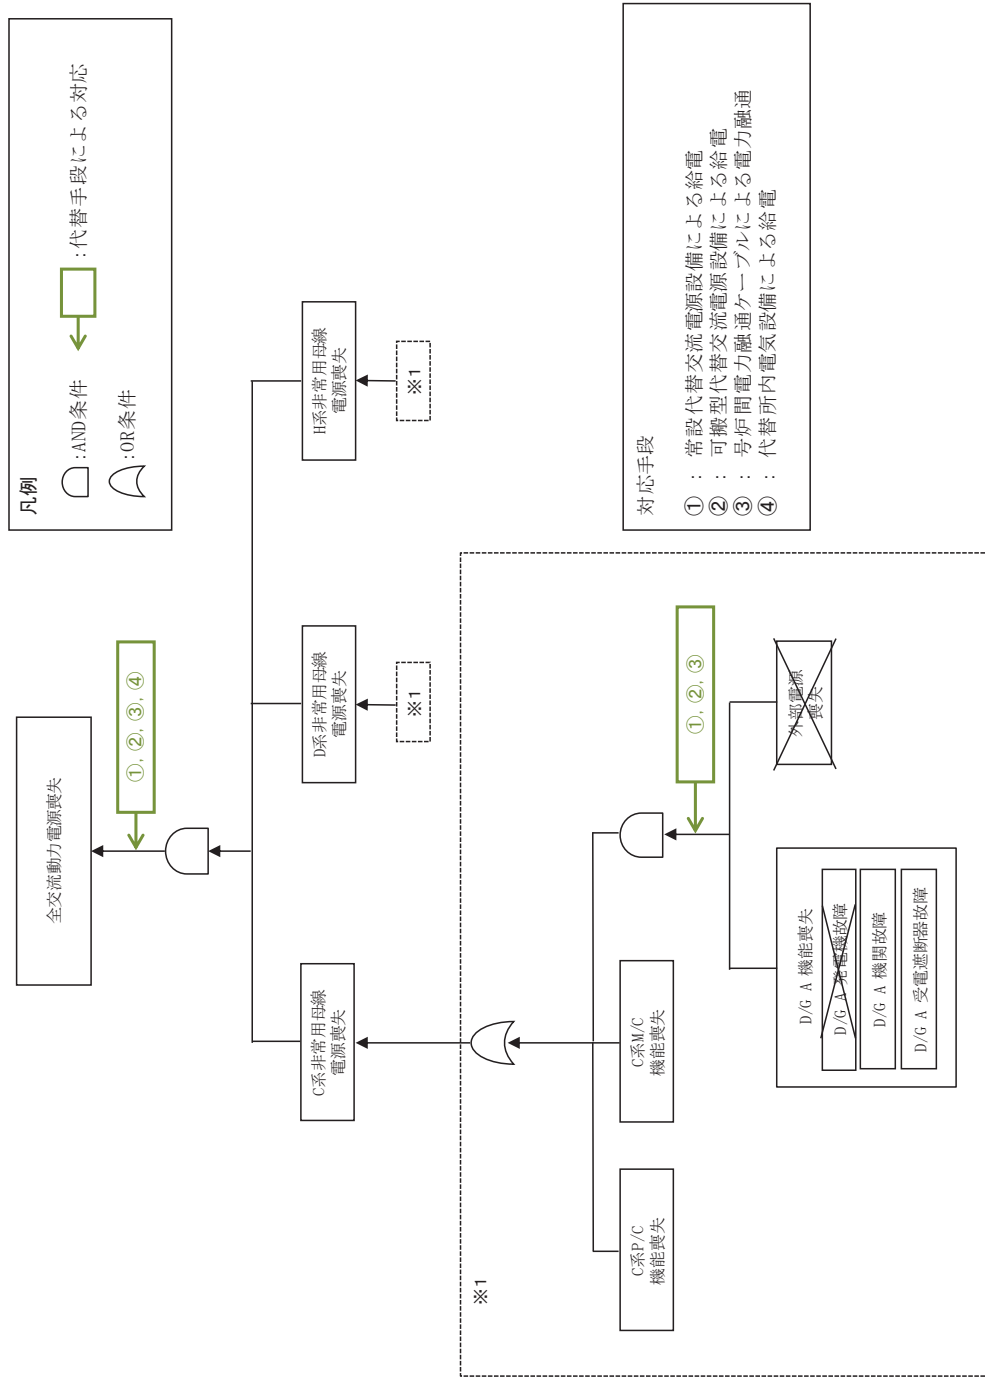 全交流動力電源喪失
①, ②, ③, ④
C系非常用母線
電源喪失
D系非常用母線
電源喪失
H系非常用母線
電源喪失
※1
※1
※1
C系P/C
機能喪失
C系M/C
機能喪失
①, ②, ③
D/G A 機能喪失
D/G A 発電機故障
D/G A 機関故障
D/G A 受電遮断器故障
外部電源
喪失
凡例
:AND条件
:代替手段による対応
:OR条件
対応手段
① : 常設代替交流電源設備による給電
② : 可搬型代替交流電源設備による給電
③ : 号炉間電力融通ケーブルによる電力融通
④ : 代替所内電気設備による給電